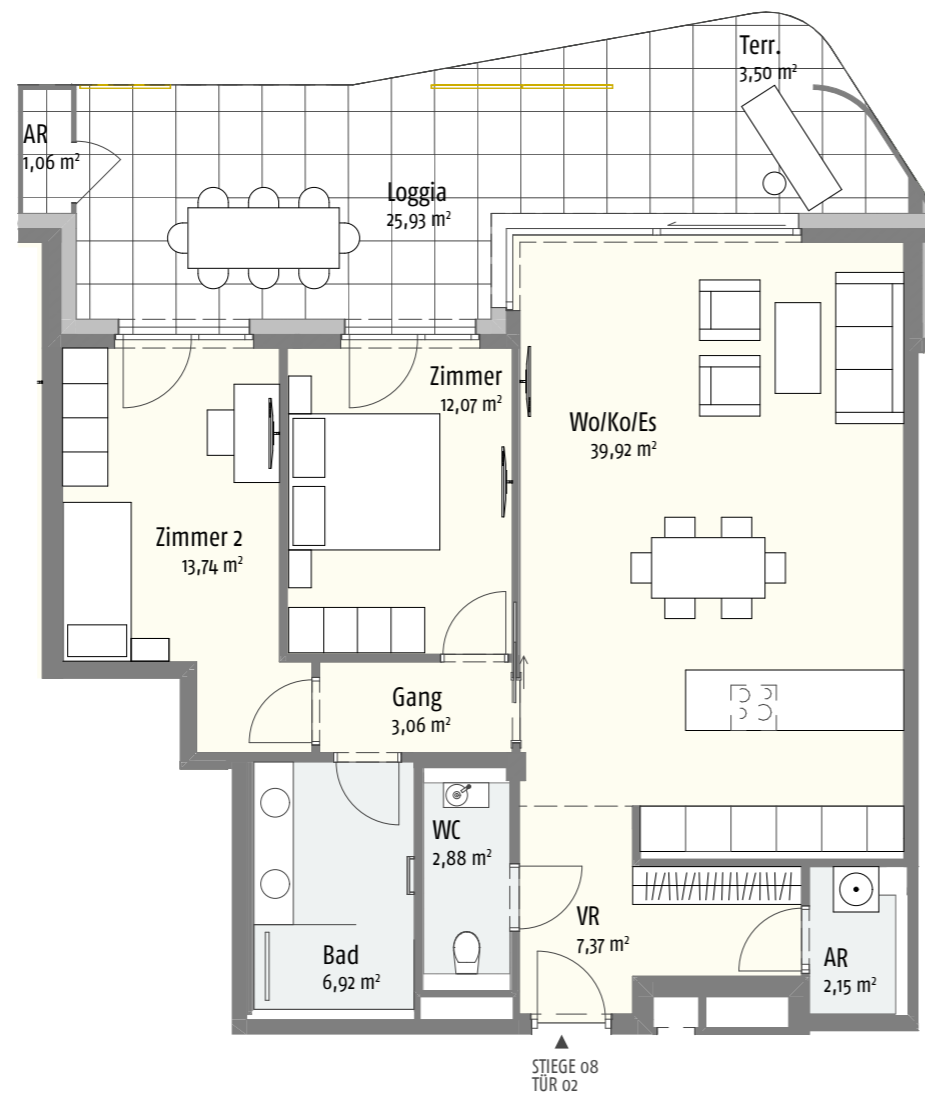 Terr.
3,50 m²
AR
1,06 m²
Loggia
25,93 m²
Zimmer
12,07 m²
Wo/Ko/Es
39,92 m²
Zimmer 2
13,74 m²
Gang
3,06 m²
WC
2,88 m²
VR
7,37 m²
Bad
6,92 m²
AR
2,15 m²
STIEGE 08
TÜR 02